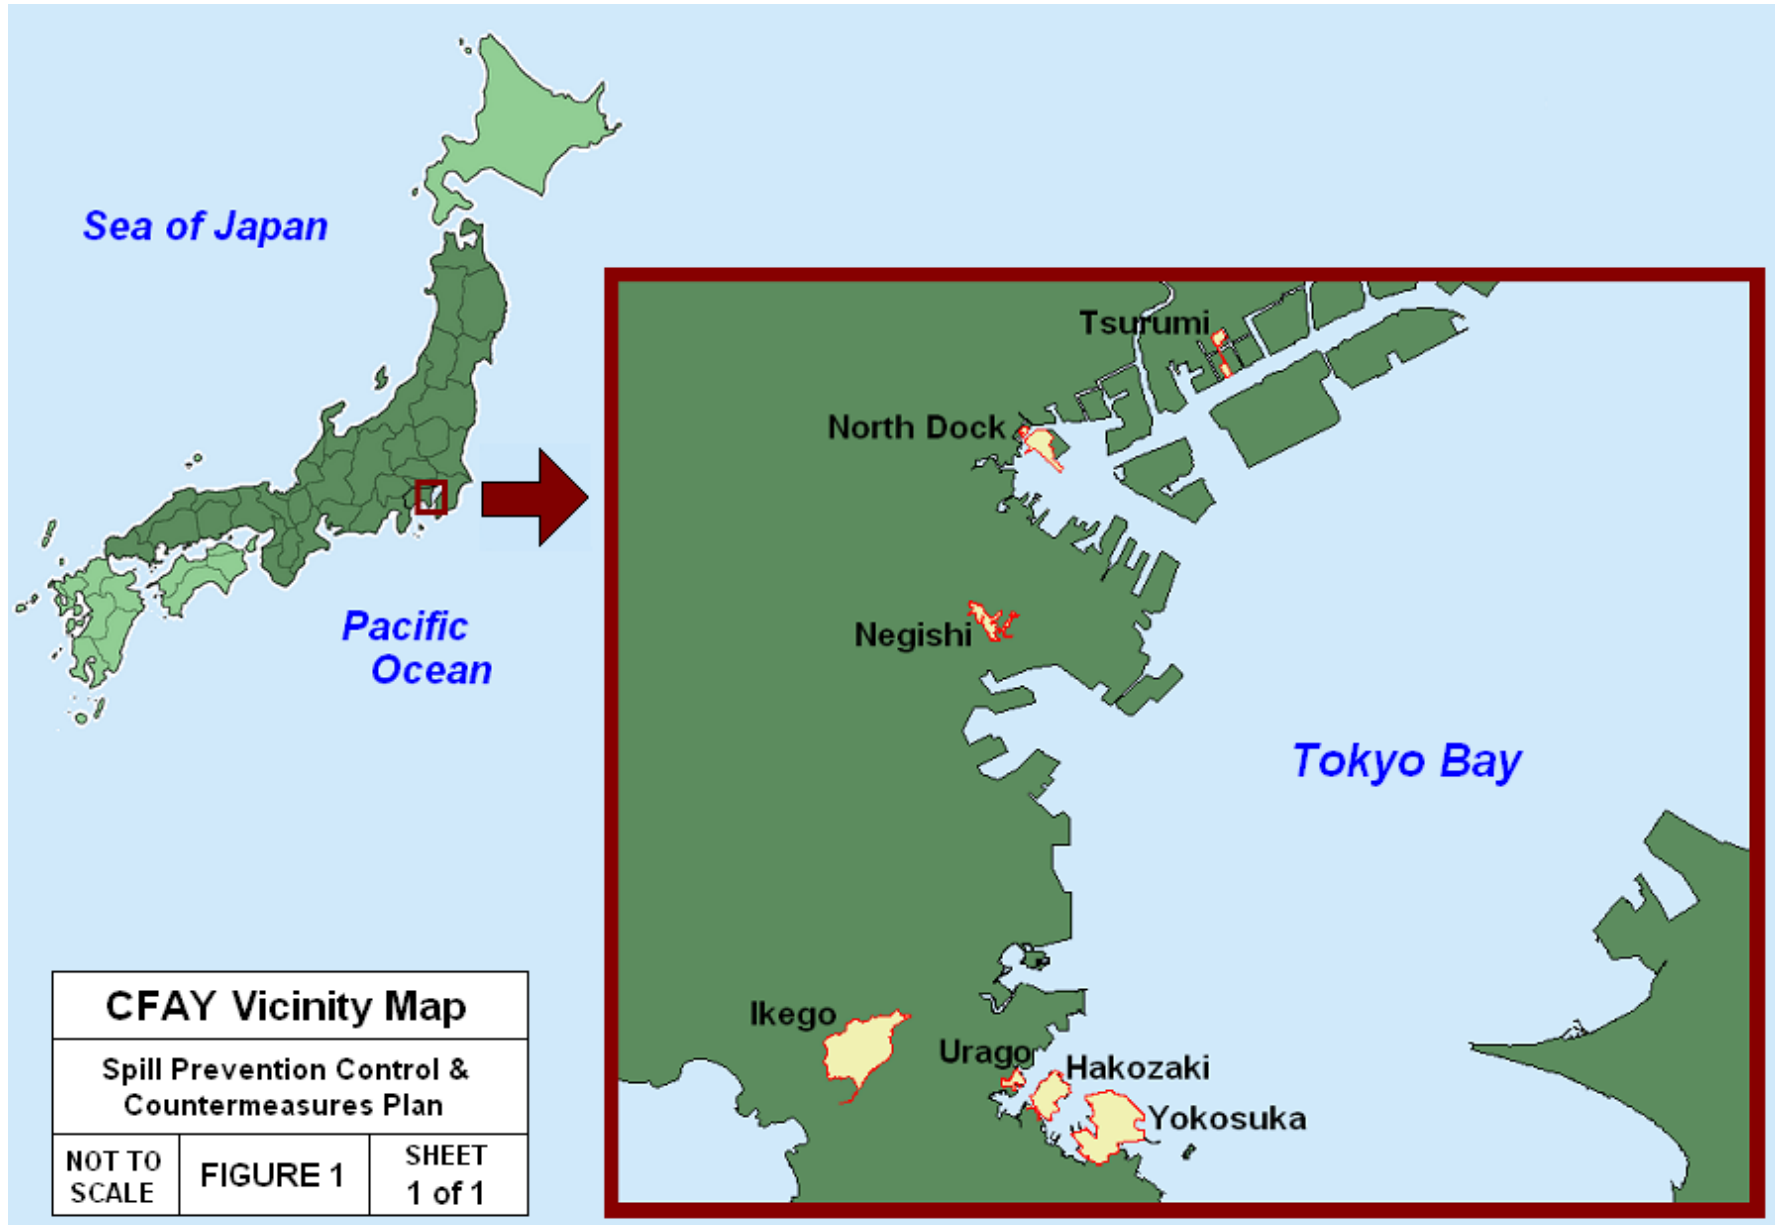 Sea of Japan
Pacific
Ocean
Tsurumi
North Dock
Negishi
Tokyo Bay
Ikego
Urago
Hakozaki
Yokosuka
CFAY Vicinity Map
Spill Prevention Control &
Countermeasures Plan
NOT TO
SCALE
FIGURE 1
SHEET
1 of 1